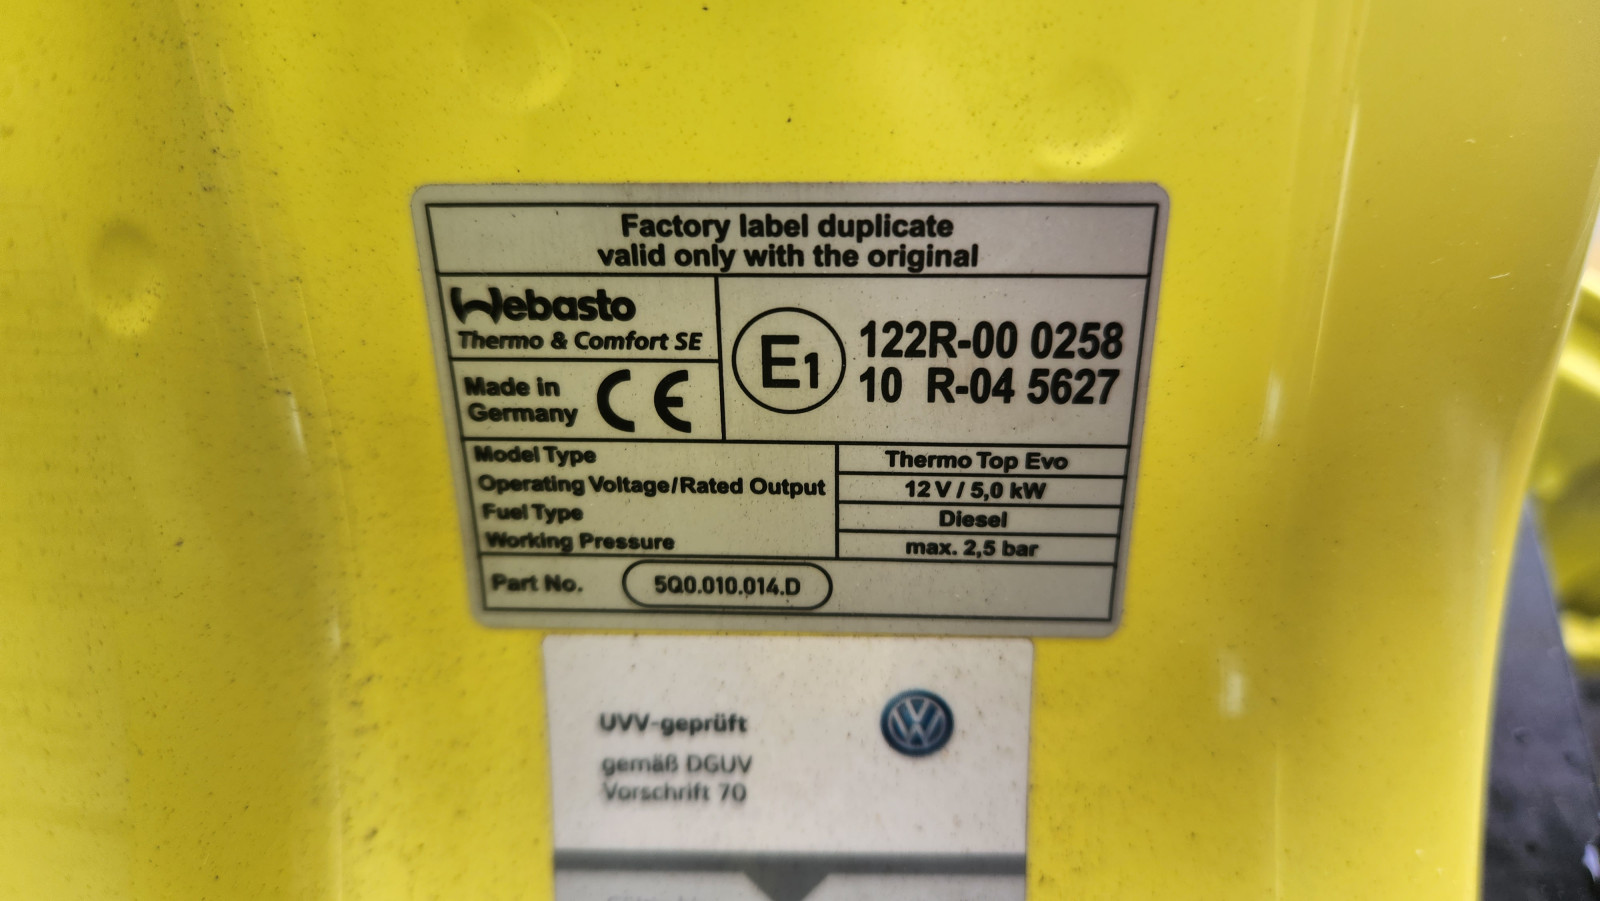 Factory label duplicate
valid only with the original
Webasto
Thermo & Comfort SE
Made in
Germany
CE
E1
122R-00 0258
10 R-04 5627
Model Type
Thermo Top Evo
Operating Voltage/Rated Output
12 V / 5,0 kW
Fuel Type
Diesel
Working Pressure
max. 2,5 bar
Part No.
5Q0.010.014.D
UVV-geprüft
gemäß DGUV
Vorschrift 70
VW